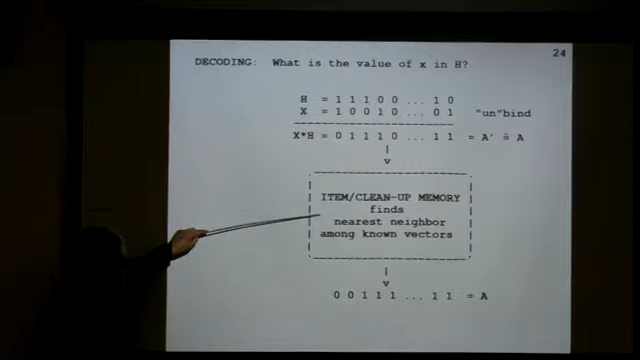 24
DECODING: What is the value of x in H?
H = 1 1 1 0 0 ... 1 0
X = 1 0 0 1 0 ... 0 1 "un"bind
X*H = 0 1 1 1 0 ... 1 1 = A' ≅ A
ITEM/CLEAN-UP MEMORY
finds
nearest neighbor
among known vectors
0 0 1 1 1 ... 1 1 = A